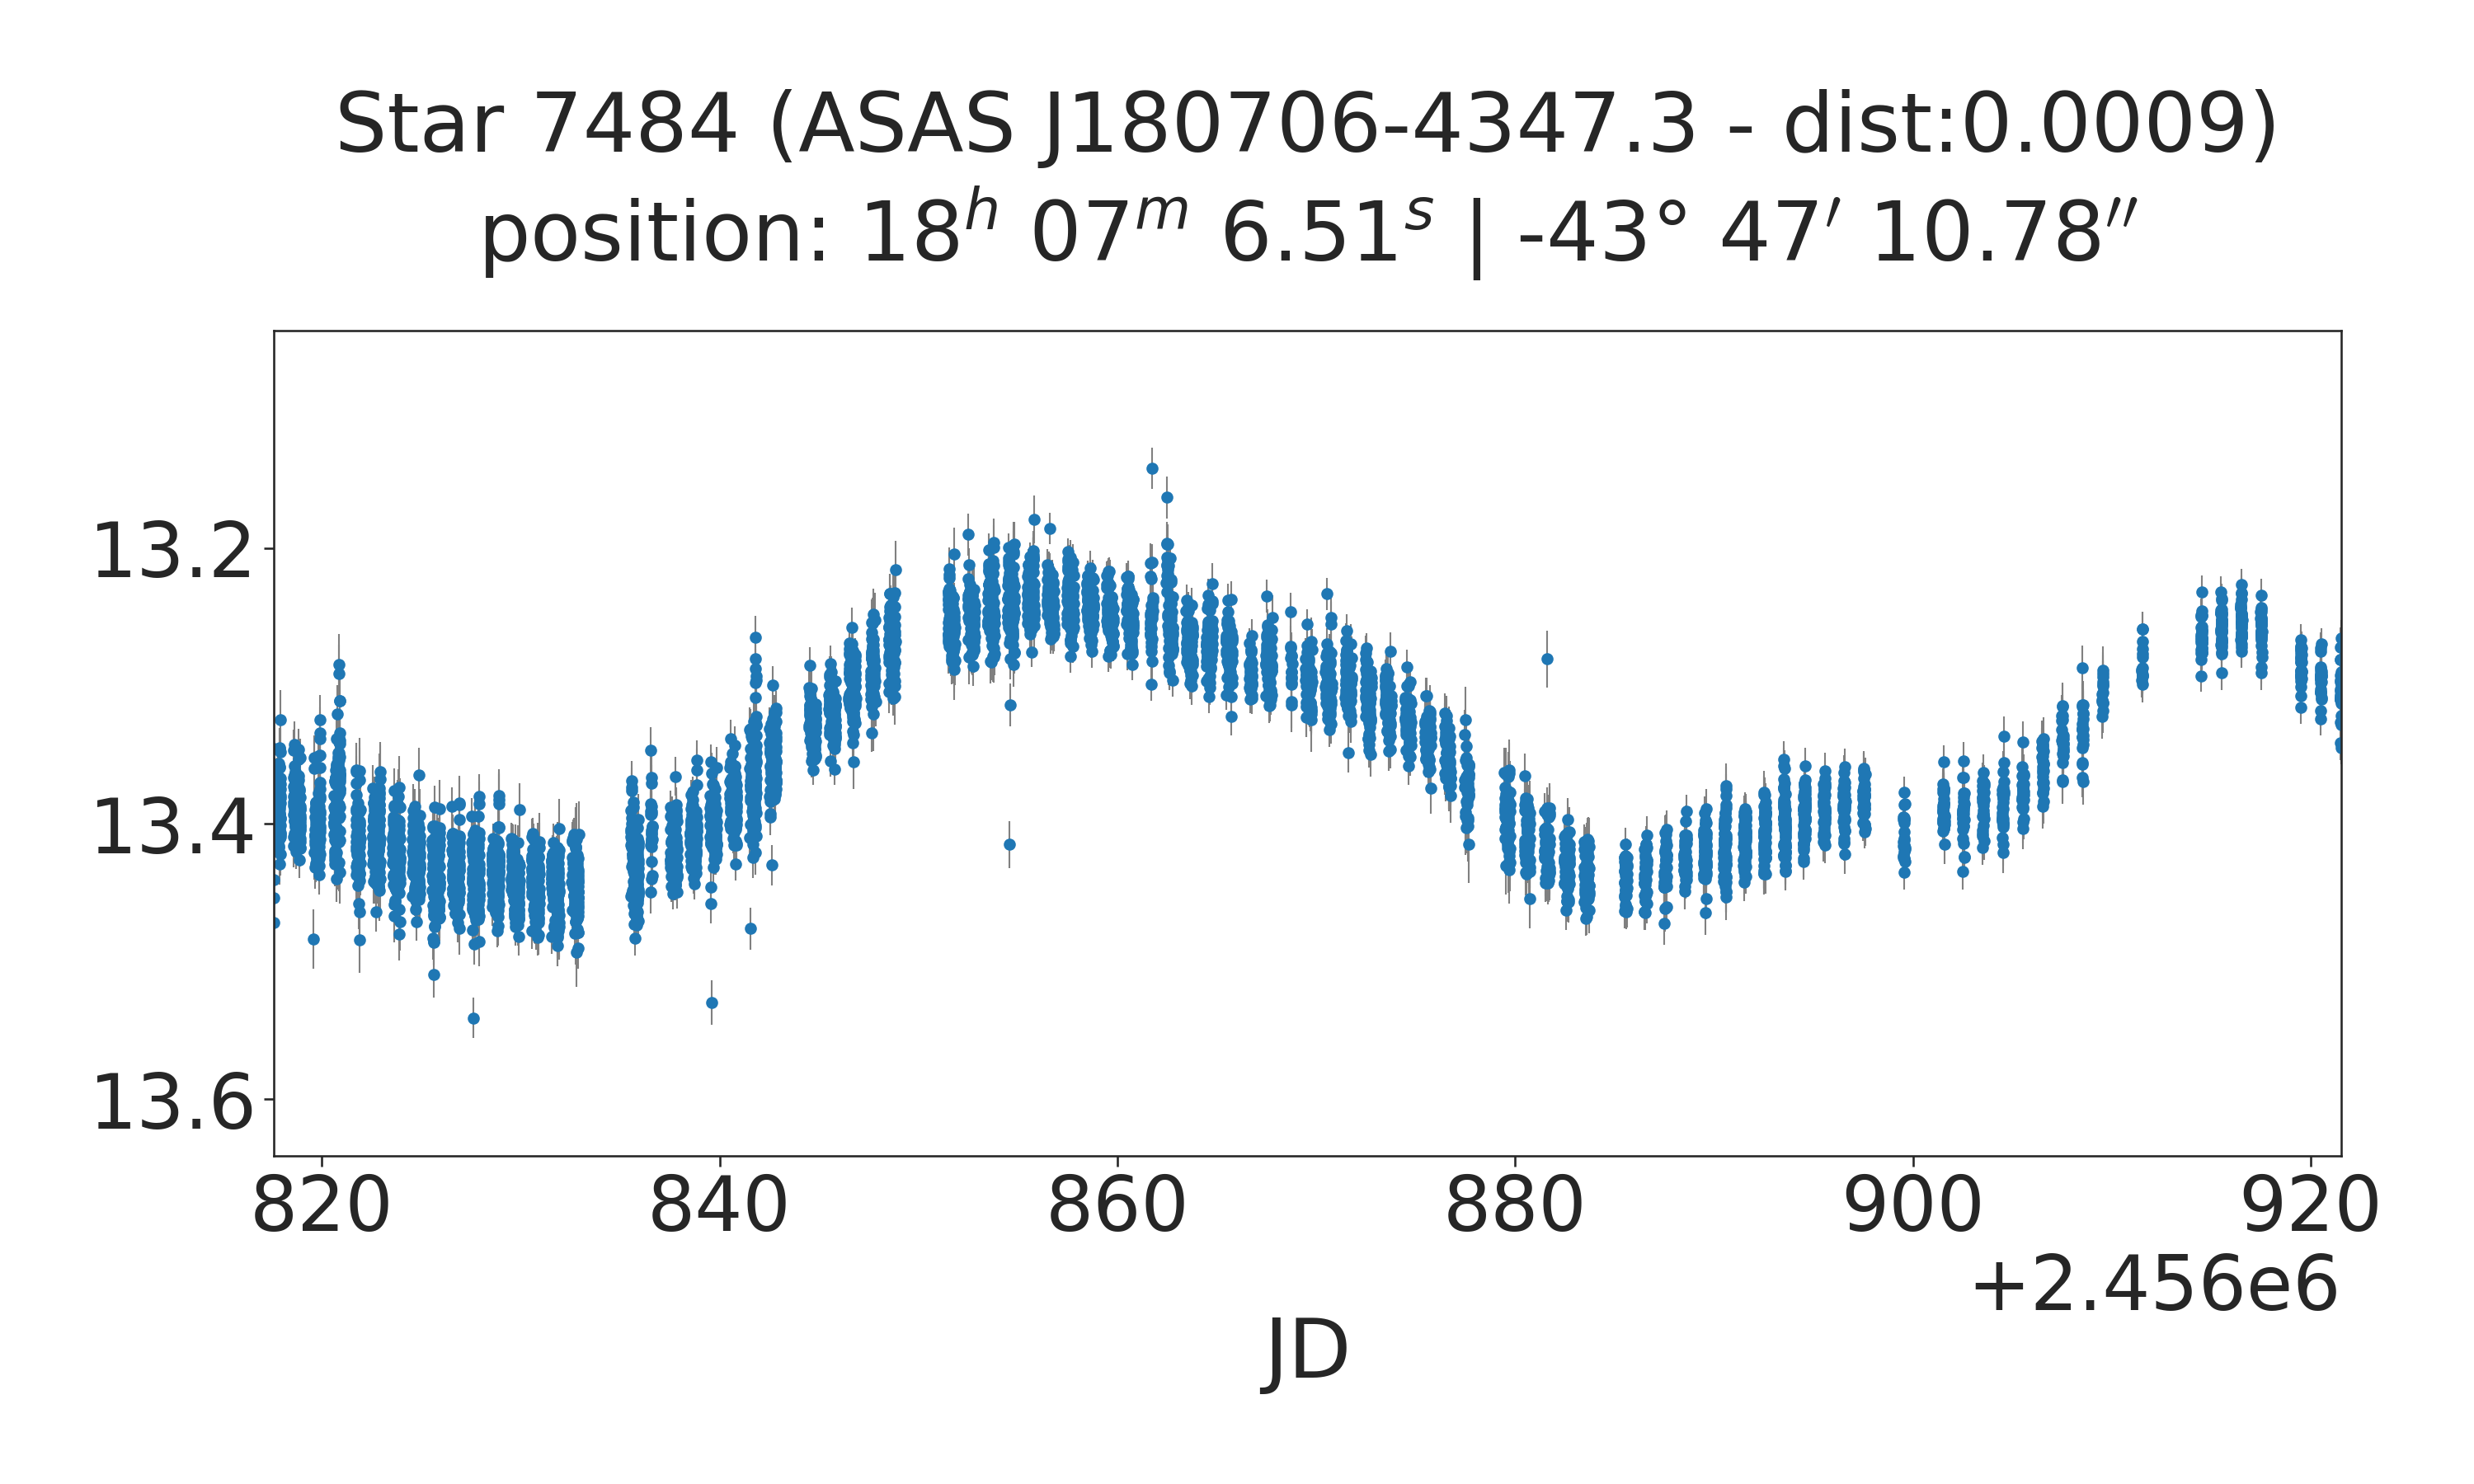 Star 7484 (ASAS J180706-4347.3 - dist:0.0009)
position: 18ʰ 07ᵐ 6.51ˢ | -43° 47′ 10.78″
13.2
13.4
13.6
820 840 860 880 900 920
+2.456e6
JD